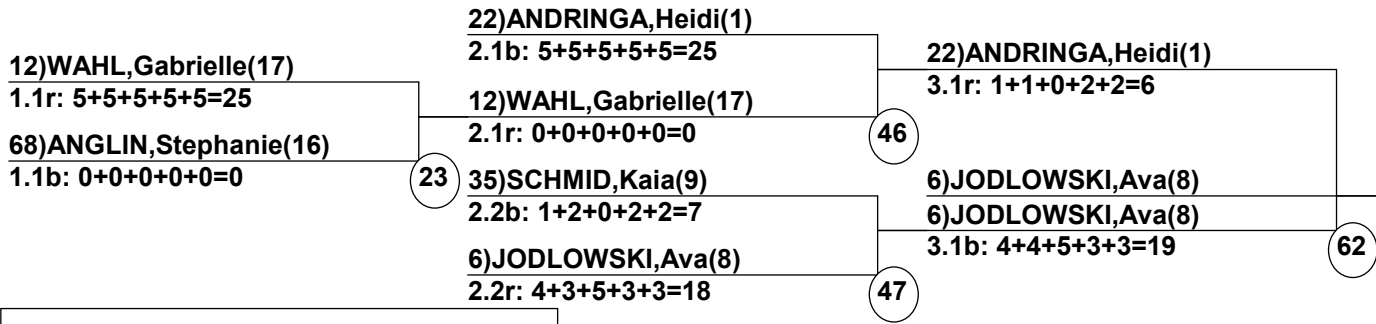 12)WAHL,Gabrielle(17)
1.1r: 5+5+5+5+5=25
68)ANGLIN,Stephanie(16)
1.1b: 0+0+0+0+0=0
23
22)ANDRINGA,Heidi(1)
2.1b: 5+5+5+5+5=25
12)WAHL,Gabrielle(17)
2.1r: 0+0+0+0+0=0
46
35)SCHMID,Kaia(9)
2.2b: 1+2+0+2+2=7
6)JODLOWSKI,Ava(8)
2.2r: 4+3+5+3+3=18
47
22)ANDRINGA,Heidi(1)
3.1r: 1+1+0+2+2=6
6)JODLOWSKI,Ava(8)
6)JODLOWSKI,Ava(8)
3.1b: 4+4+5+3+3=19
62